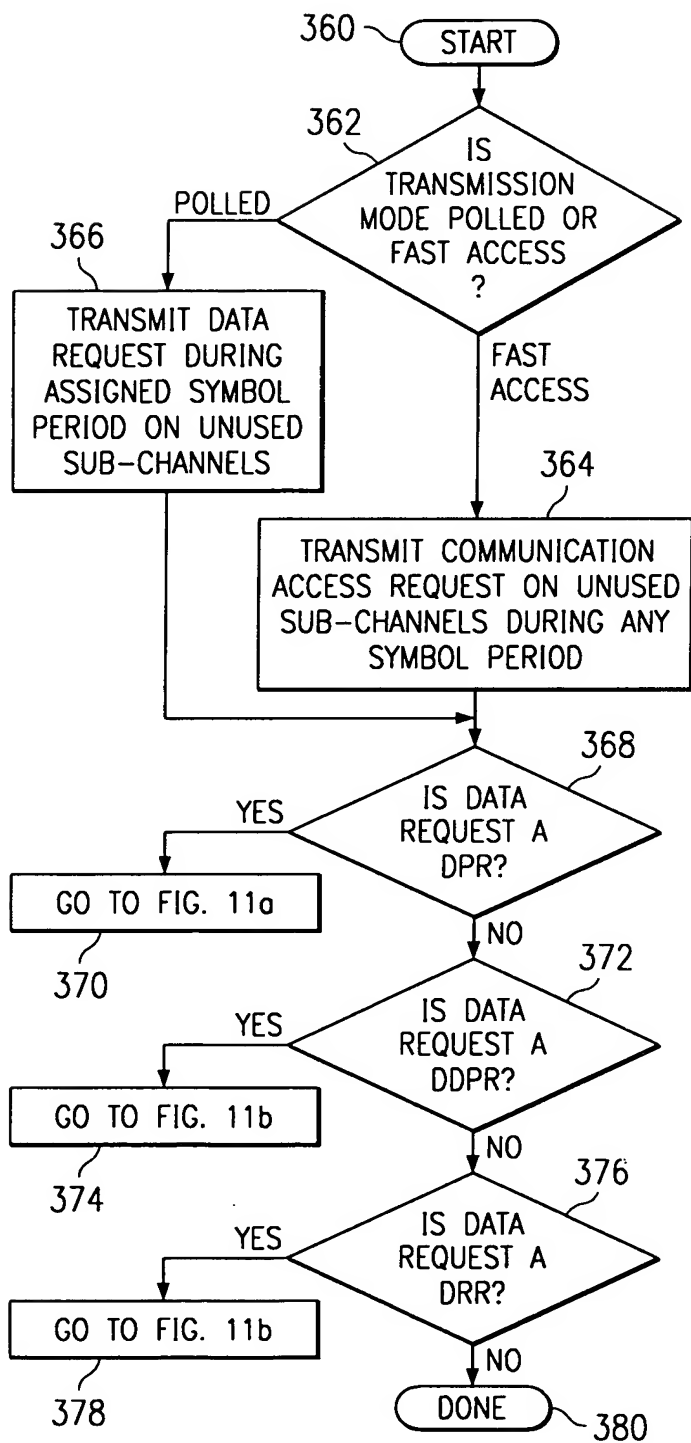 360
START
362
IS
TRANSMISSION
MODE POLLED OR
FAST ACCESS
?
POLLED
366
TRANSMIT DATA
REQUEST DURING
ASSIGNED SYMBOL
PERIOD ON UNUSED
SUB-CHANNELS
FAST
ACCESS
364
TRANSMIT COMMUNICATION
ACCESS REQUEST ON UNUSED
SUB-CHANNELS DURING ANY
SYMBOL PERIOD
368
IS DATA
REQUEST A
DPR?
YES
GO TO FIG. 11a
370
NO
372
IS DATA
REQUEST A
DDPR?
YES
GO TO FIG. 11b
374
NO
376
IS DATA
REQUEST A
DRR?
YES
GO TO FIG. 11b
378
NO
DONE
380